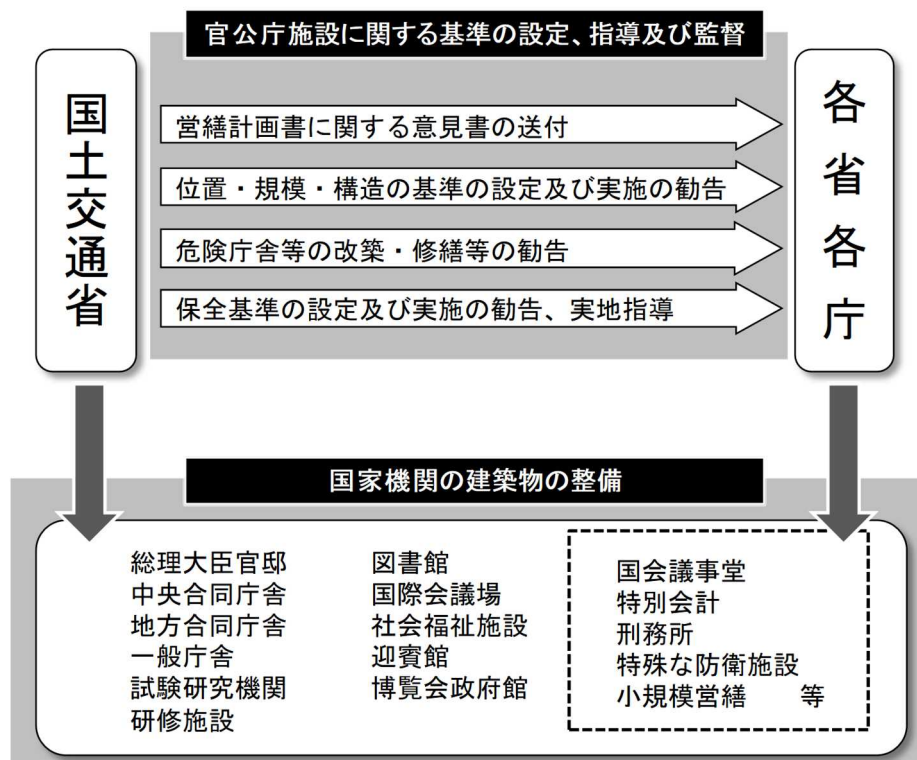 官公庁施設に関する基準の設定、指導及び監督
国土交通省
営繕計画書に関する意見書の送付
位置・規模・構造の基準の設定及び実施の勧告
危険庁舎等の改築・修繕等の勧告
保全基準の設定及び実施の勧告、実地指導
各省各庁
国家機関の建築物の整備
総理大臣官邸
中央合同庁舎
地方合同庁舎
一般庁舎
試験研究機関
研修施設
図書館
国際会議場
社会福祉施設
迎賓館
博覧会政府館
国会議事堂
特別会計
刑務所
特殊な防衛施設
小規模営繕　等